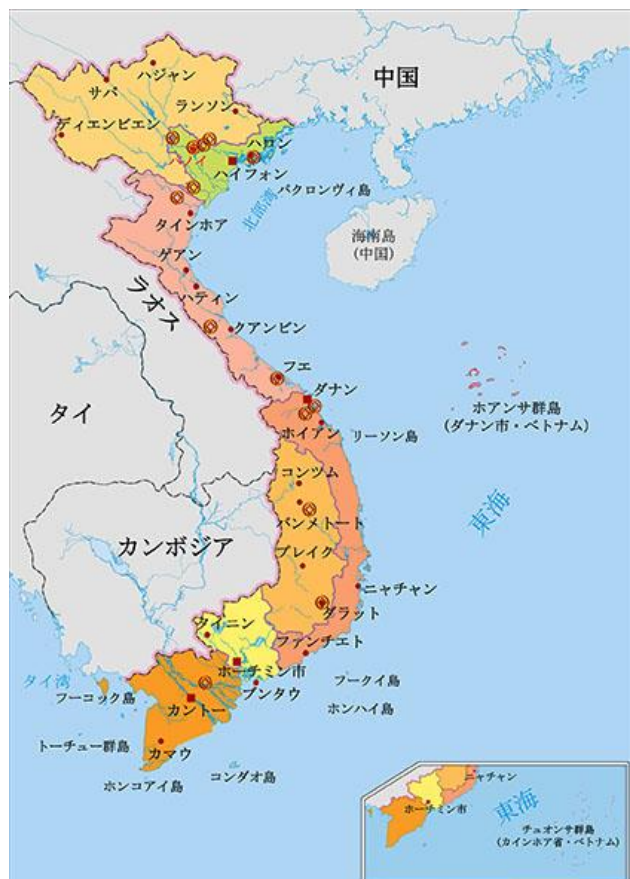 中国
ハジャン
サパ
ランソン
ディエンビエン
ハロン
ノイ
ハイフォン
バクロンヴィ島
北部湾
タインホア
海南島
(中国)
ゲアン
ラオス
ハティン
クアンビン
フエ
ダナン
タイ
ホアンサ群島
(ダナン市・ベトナム)
ホイアン
リーソン島
コンツム
東海
バンメトート
カンボジア
プレイク
ニャチャン
ダラット
タイニン
ファンチエト
ホーチミン市
タイ湾
フークイ島
フーコック島
ブンタウ
カントー
ホンハイ島
トーチュー群島
カマウ
コンダオ島
ホンコアイ島
ニャチャン
ホーチミン市
東海
チュオンサ群島
(カインホア省・ベトナム)